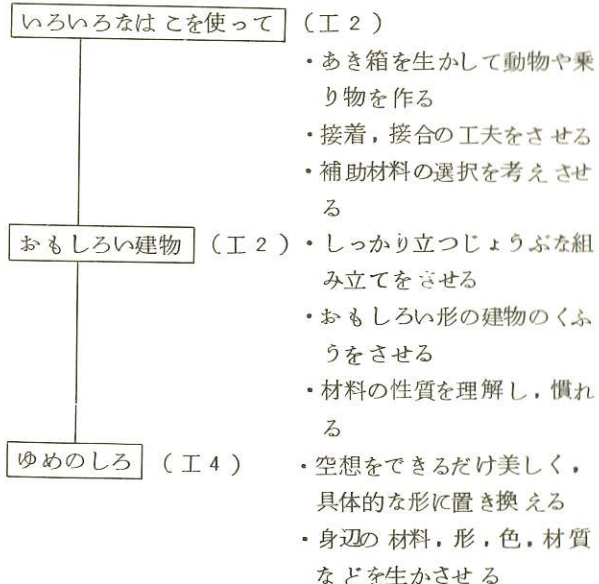 いろいろなはこを使って （工2）
・あき箱を生かして動物や乗
り物を作る
・接着，接合の工夫をさせる
・補助材料の選択を考えさせ
る
おもしろい建物 （工2）・しっかり立つじょうぶな組
み立てをさせる
・おもしろい形の建物のくふ
うをさせる
・材料の性質を理解し，慣れ
る
ゆめのしろ （工4） ・空想をできるだけ美しく，
具体的な形に置き換える
・身辺の材料，形，色，材質
などを生かさせる